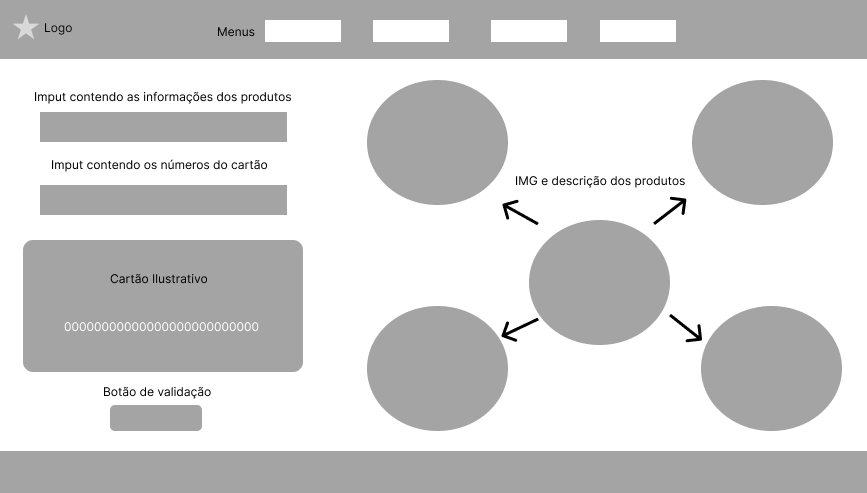 Logo
Menus
Imput contendo as informações dos produtos
Imput contendo os números do cartão
IMG e descrição dos produtos
Cartão Ilustrativo
00000000000000000000000000
Botão de validação